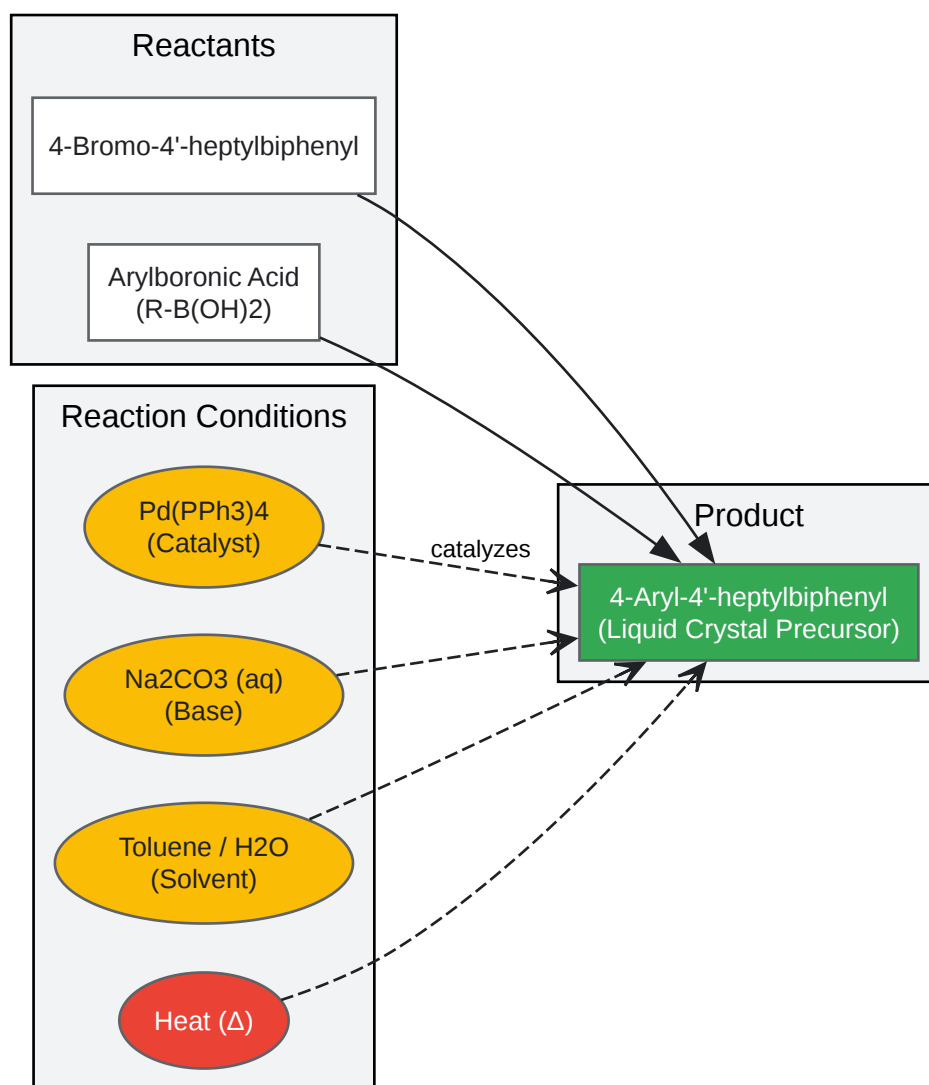 Reactants
4-Bromo-4'-heptylbiphenyl
Arylboronic Acid
(R-B(OH)2)
Reaction Conditions
Pd(PPh3)4
(Catalyst)
catalyzes
Na2CO3 (aq)
(Base)
Toluene / H2O
(Solvent)
Heat (Δ)
Product
4-Aryl-4'-heptylbiphenyl
(Liquid Crystal Precursor)